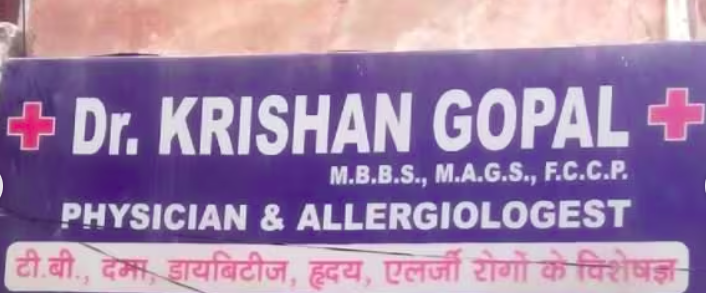 Dr. KRISHAN GOPAL
M.B.B.S., M.A.G.S., F.C.C.P.
PHYSICIAN & ALLERGIOLOGEST
टी.बी., दमा, डायबिटीज, हृदय, एलर्जी रोगों के विशेषज्ञ